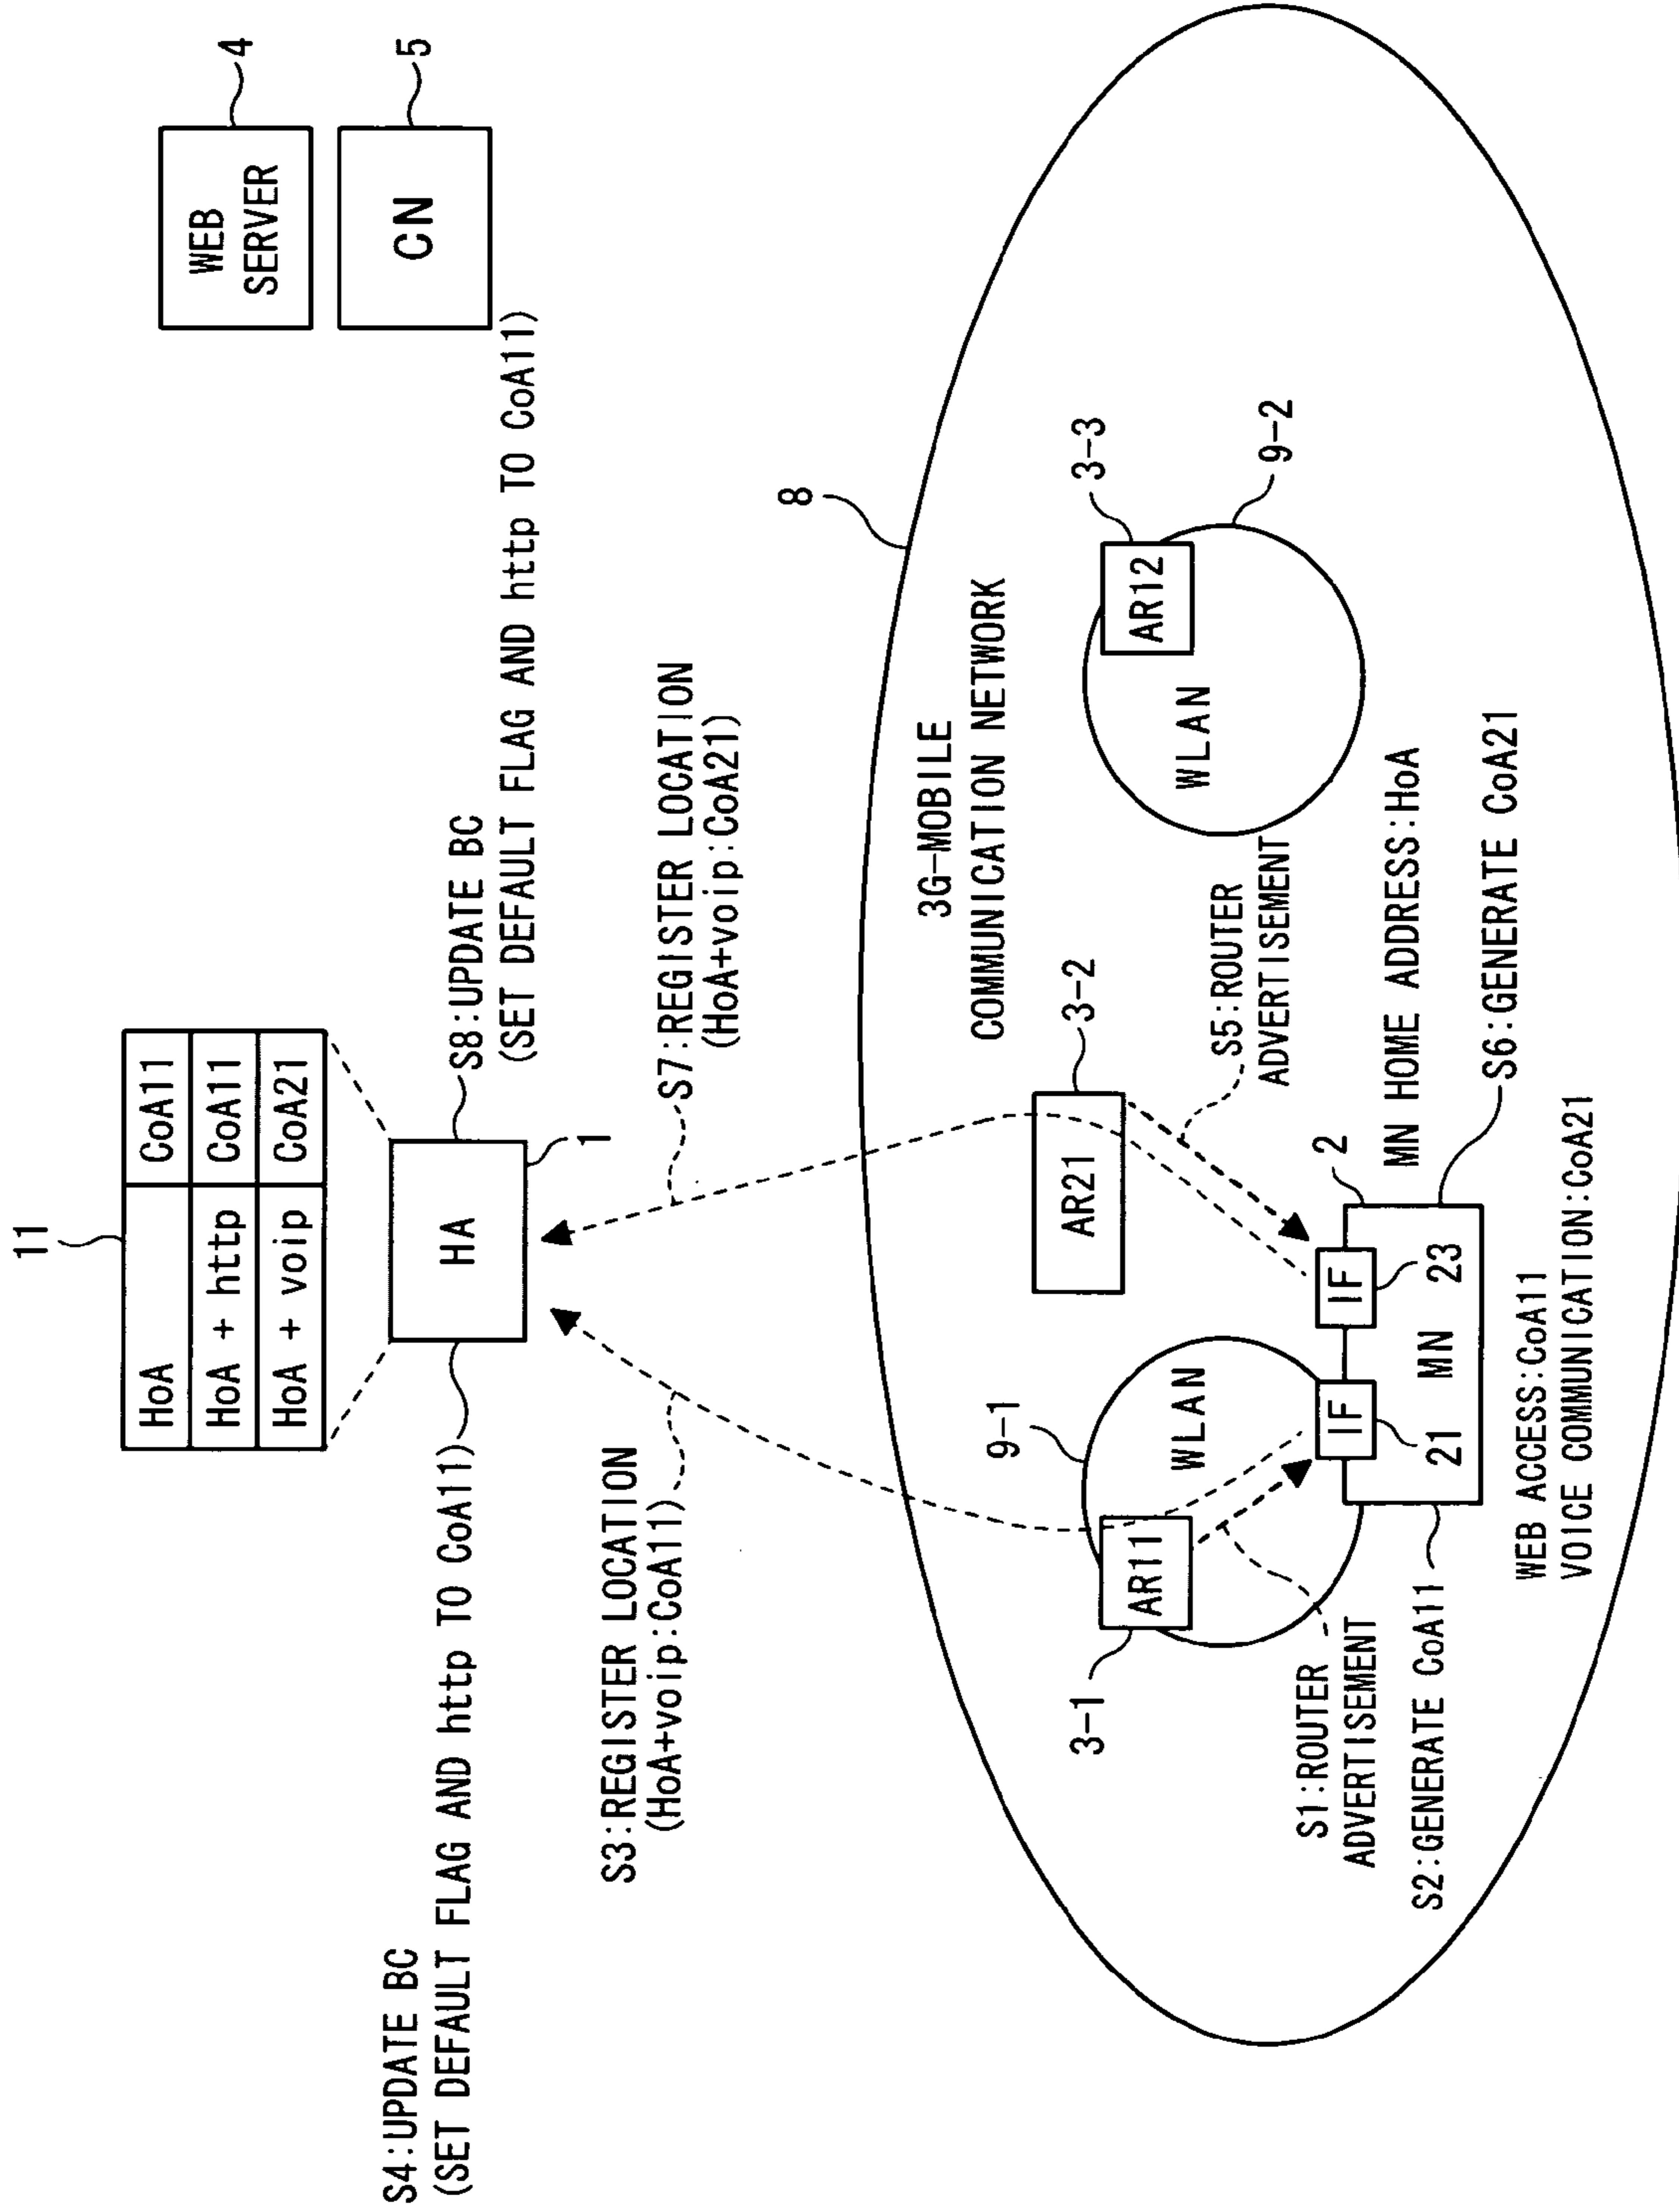 11
HoA CoA11
HoA + http CoA11
HoA + voip CoA21
WEB
SERVER
4
CN
5
HA
1
S4:UPDATE BC
(SET DEFAULT FLAG AND http TO CoA11)
S8:UPDATE BC
(SET DEFAULT FLAG AND http TO CoA11)
S3:REGISTER LOCATION
(HoA+voip:CoA11)
S7:REGISTER LOCATION
(HoA+voip:CoA21)
8
3G-MOBILE
COMMUNICATION NETWORK
9-1
WLAN
AR11
3-1
AR21
3-2
WLAN
AR12
3-3
9-2
S1:ROUTER
ADVERTISEMENT
S5:ROUTER
ADVERTISEMENT
IF
IF
2
21
MN
23
MN HOME ADDRESS:HoA
S2:GENERATE CoA11
S6:GENERATE CoA21
WEB ACCESS:CoA11
VOICE COMMUNICATION:CoA21